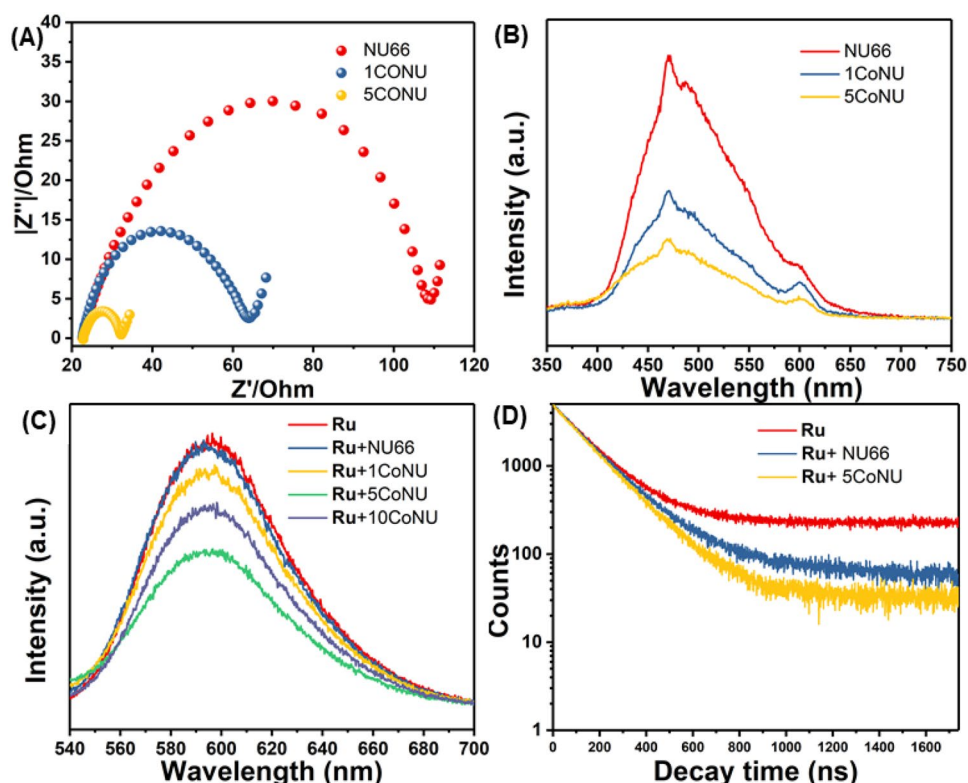 (A)
NU66
1CONU
5CONU
|Z''|/Ohm
40
35
30
25
20
15
10
5
0
20 40 60 80 100 120
Z'/Ohm
(B)
NU66
1CoNU
5CoNU
Intensity (a.u.)
350 400 450 500 550 600 650 700 750
Wavelength (nm)
(C)
Ru
Ru+NU66
Ru+1CoNU
Ru+5CoNU
Ru+10CoNU
Intensity (a.u.)
540 560 580 600 620 640 660 680 700
Wavelength (nm)
(D)
Ru
Ru+ NU66
Ru+ 5CoNU
Counts
1000
100
10
1
0 200 400 600 800 1000 1200 1400 1600
Decay time (ns)